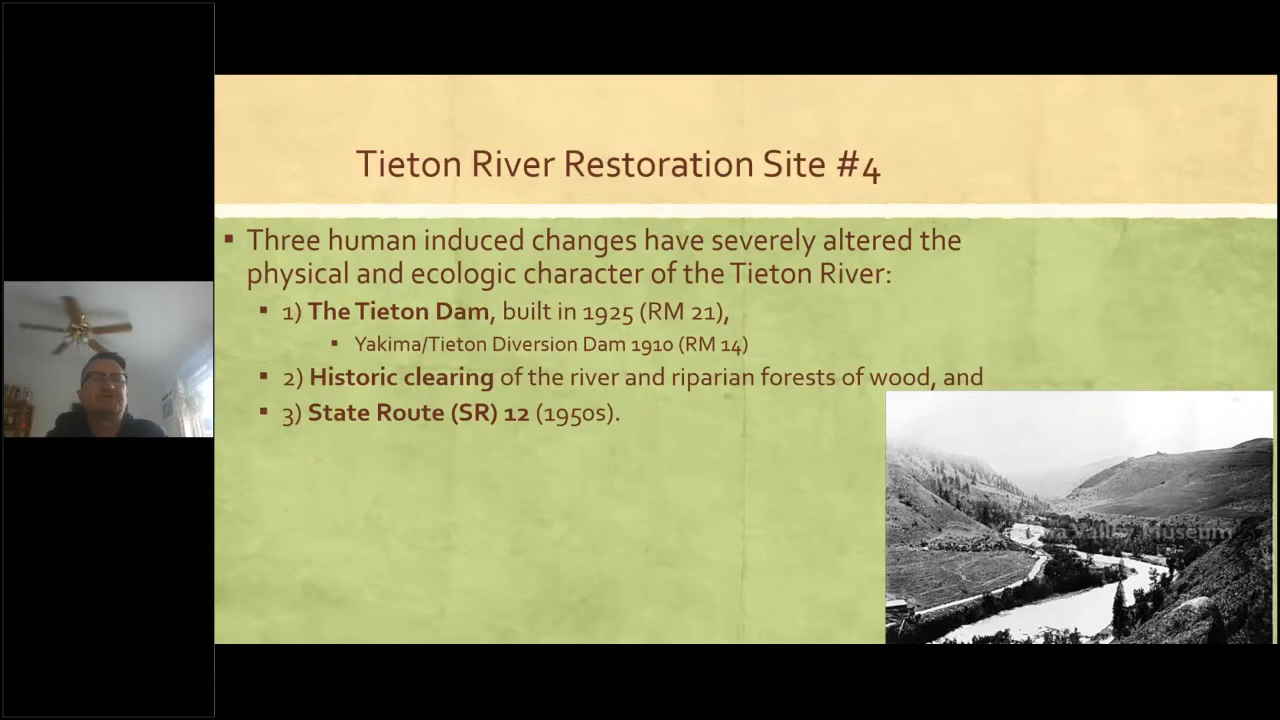 Tieton River Restoration Site #4
▪ Three human induced changes have severely altered the
physical and ecologic character of the Tieton River:
▪ 1) The Tieton Dam, built in 1925 (RM 21),
▪ Yakima/Tieton Diversion Dam 1910 (RM 14)
▪ 2) Historic clearing of the river and riparian forests of wood, and
▪ 3) State Route (SR) 12 (1950s).
Valley Museum